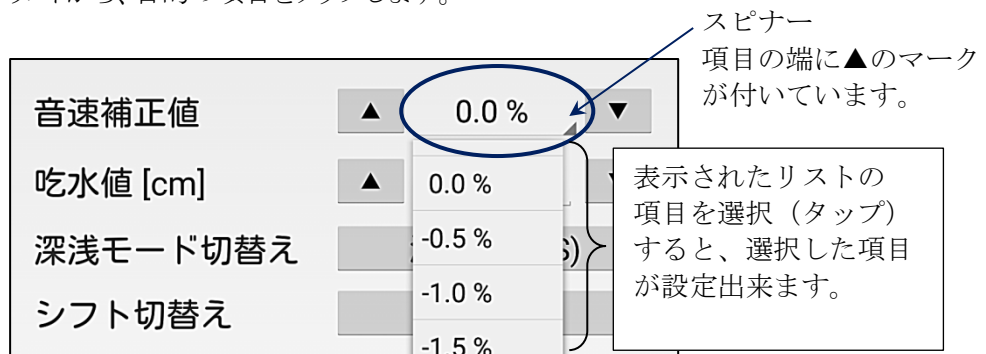 スピナー
項目の端に▲のマーク
が付いています。
音速補正値 ▲ 0.0 % ▼
吃水値 [cm] ▲
0.0 %
深浅モード切替え
-0.5 %
S)
シフト切替え
-1.0 %
-1.5 %
表示されたリストの
項目を選択（タップ）
すると、選択した項目
が設定出来ます。